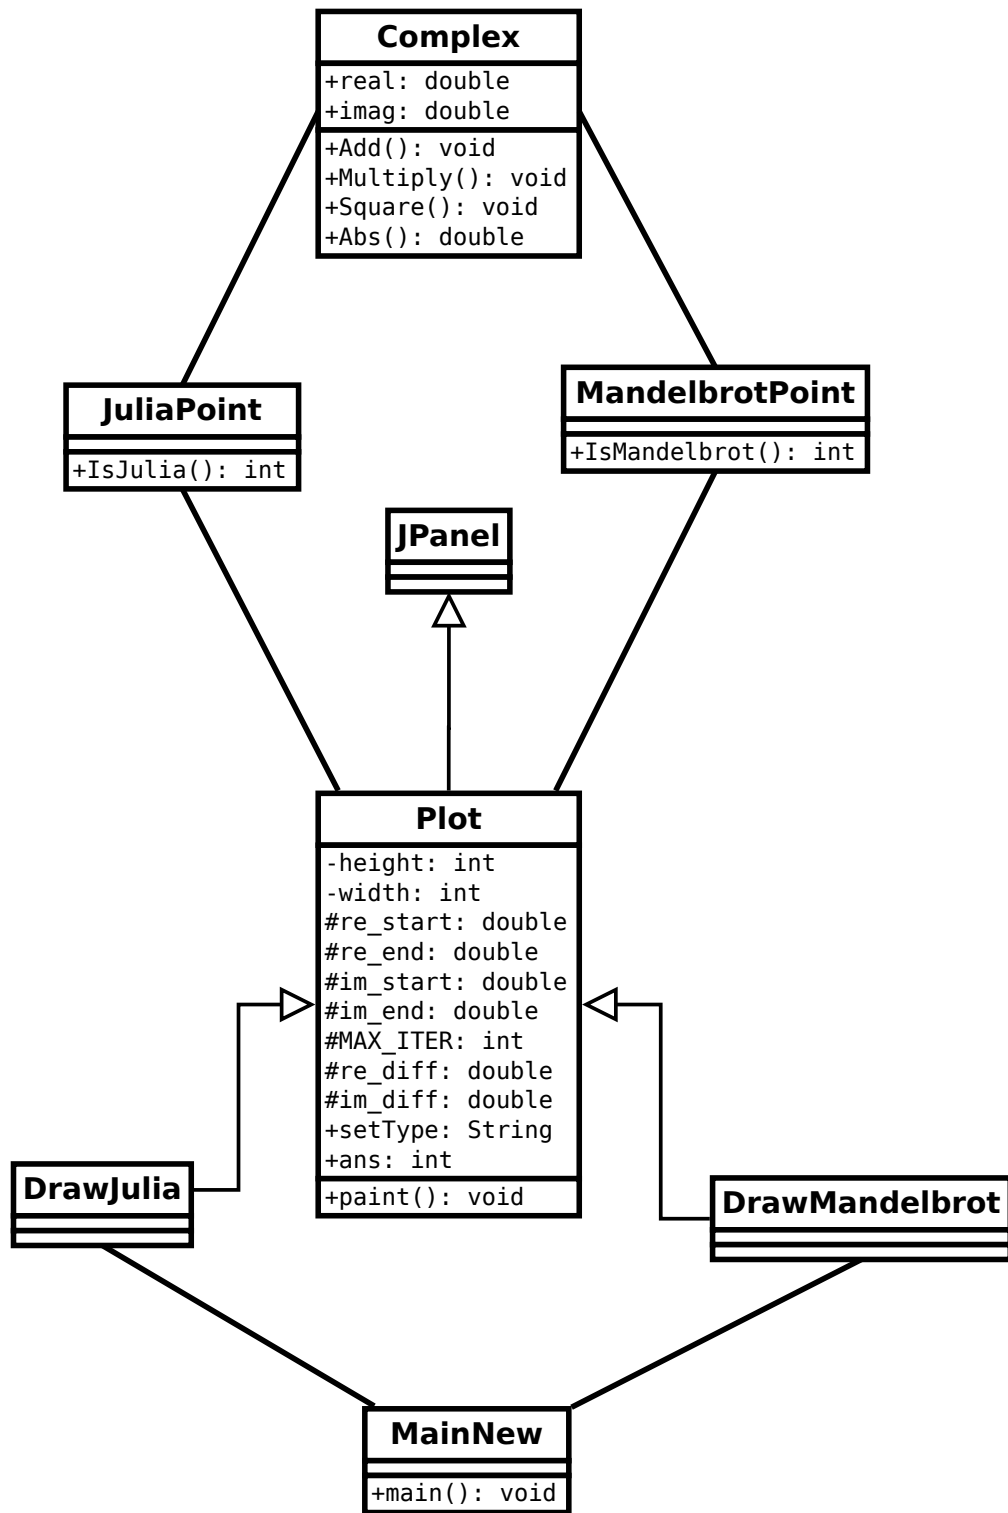 Complex
+real: double
+imag: double
+Add(): void
+Multiply(): void
+Square(): void
+Abs(): double
JuliaPoint
+IsJulia(): int
MandelbrotPoint
+IsMandelbrot(): int
JPanel
Plot
-height: int
-width: int
#re_start: double
#re_end: double
#im_start: double
#im_end: double
#MAX_ITER: int
#re_diff: double
#im_diff: double
+setType: String
+ans: int
+paint(): void
DrawJulia
DrawMandelbrot
MainNew
+main(): void